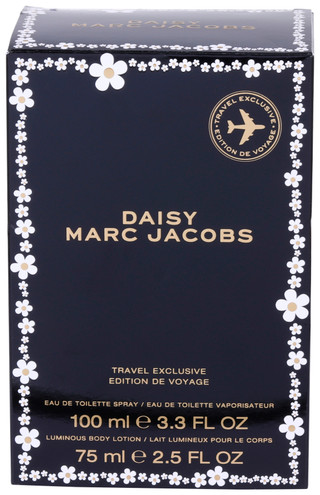 TRAVEL EXCLUSIVE
EDITION DE VOYAGE
DAISY
MARC JACOBS
TRAVEL EXCLUSIVE
EDITION DE VOYAGE
EAU DE TOILETTE SPRAY / EAU DE TOILETTE VAPORISATEUR
100 ml ℮ 3.3 FL OZ
LUMINOUS BODY LOTION / LAIT LUMINEUX POUR LE CORPS
75 ml ℮ 2.5 FL OZ